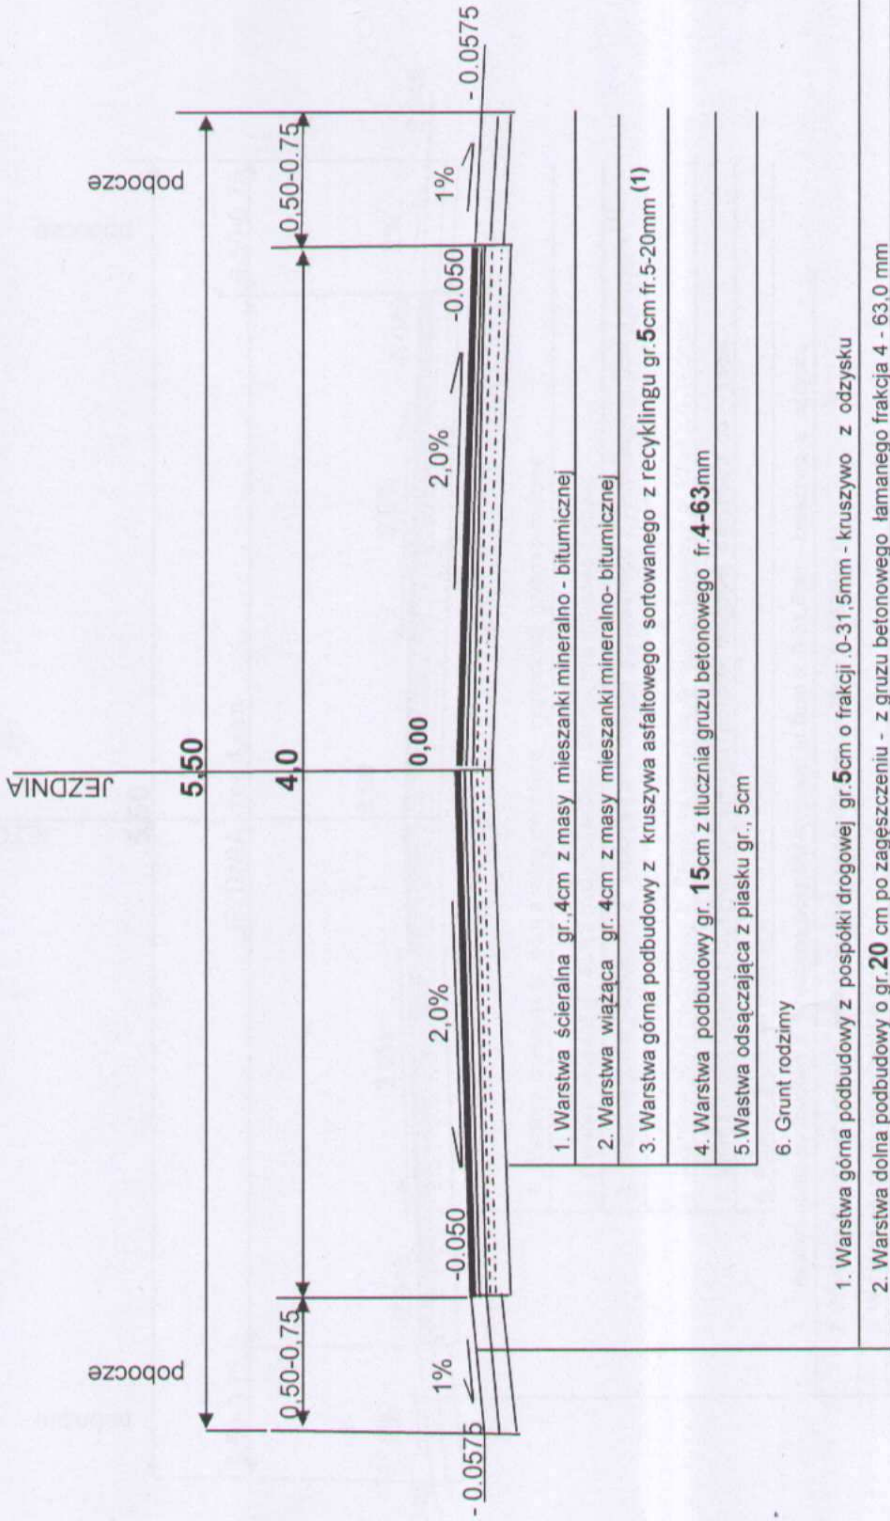 JEZDNIA
pobocze
pobocze
5,50
0,50-0,75
4,0
0,50-0.75
0,00
1%
2,0%
2,0%
1%
- 0.0575
-0.050
-0.050
- 0.0575
1. Warstwa ścieralna gr.,4cm z masy mieszanki mineralno - bitumicznej
2. Warstwa wiążąca gr. 4cm z masy mieszanki mineralno- bitumicznej
3. Warstwa górna podbudowy z kruszywa asfaltowego sortowanego z recyklingu gr.5cm fr.5-20mm (1)
4. Warstwa podbudowy gr. 15cm z tłucznia gruzu betonowego fr.4-63mm
5.Wastwa odsączająca z piasku gr., 5cm
6. Grunt rodzimy
1. Warstwa górna podbudowy z pospółki drogowej gr.5cm o frakcji .0-31,5mm - kruszywo z odzysku
2. Warstwa dolna podbudowy o gr.20 cm po zagęszczeniu - z gruzu betonowego łamanego frakcja 4 - 63,0 mm